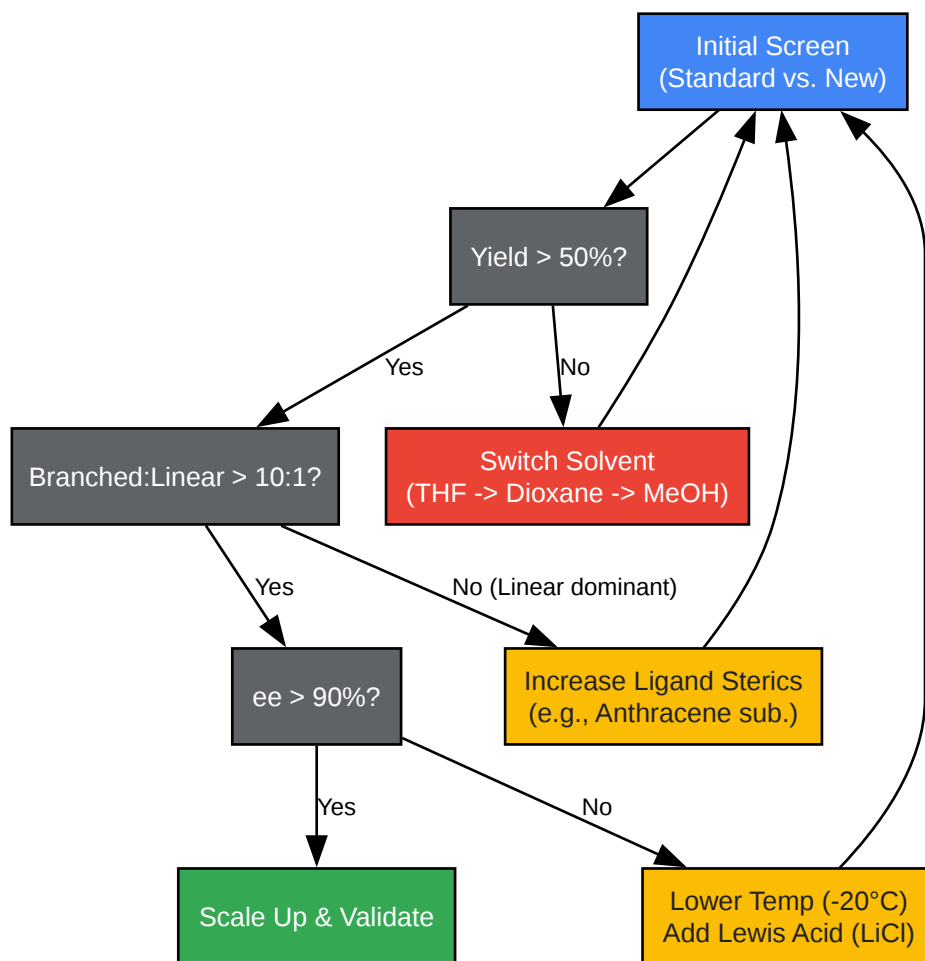 Initial Screen
(Standard vs. New)
Yield > 50%?
Yes
No
Branched:Linear > 10:1?
Switch Solvent
(THF -> Dioxane -> MeOH)
Yes
No (Linear dominant)
ee > 90%?
Increase Ligand Sterics
(e.g., Anthracene sub.)
Yes
No
Scale Up & Validate
Lower Temp (-20°C)
Add Lewis Acid (LiCl)